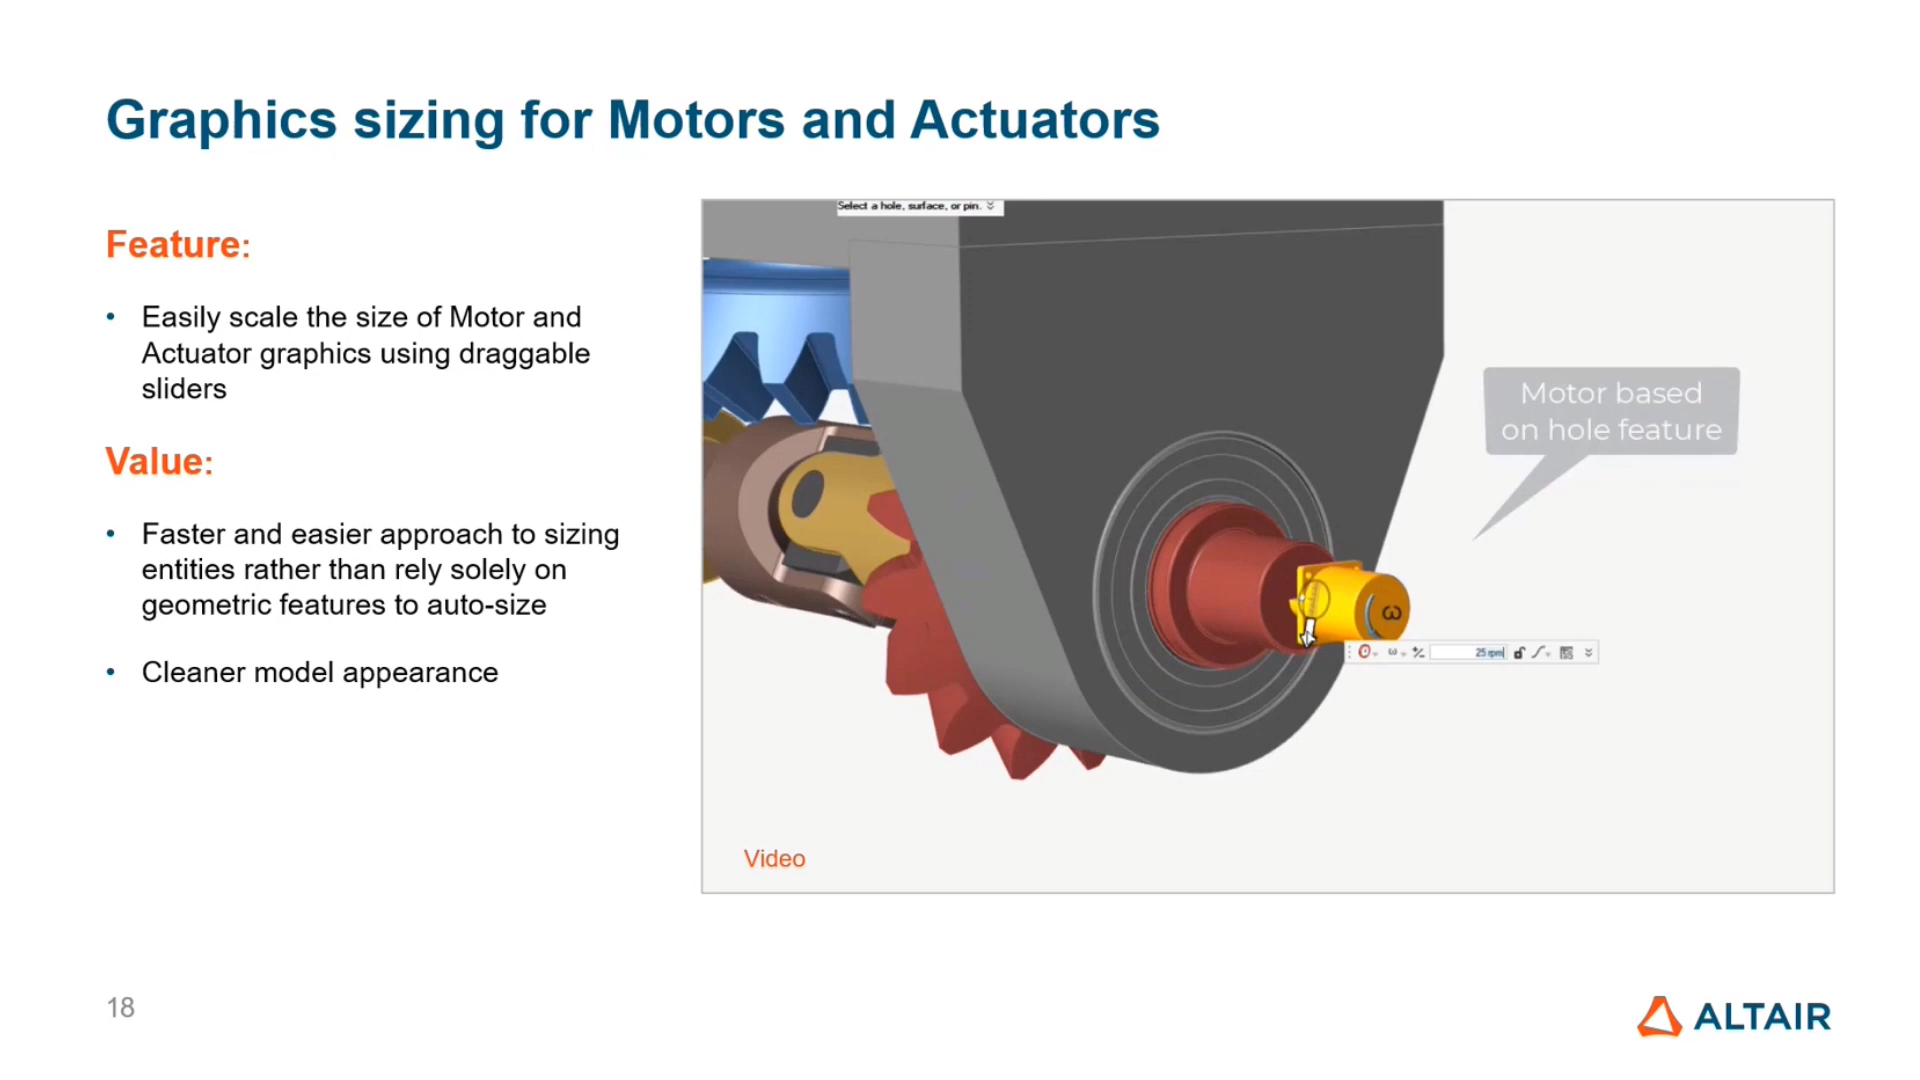 Graphics sizing for Motors and Actuators
Feature:
• Easily scale the size of Motor and
Actuator graphics using draggable
sliders
Value:
• Faster and easier approach to sizing
entities rather than rely solely on
geometric features to auto-size
• Cleaner model appearance
Select a hole, surface, or pin.
Motor based
on hole feature
ω
ω
25 rpm
Video
18
ALTAIR